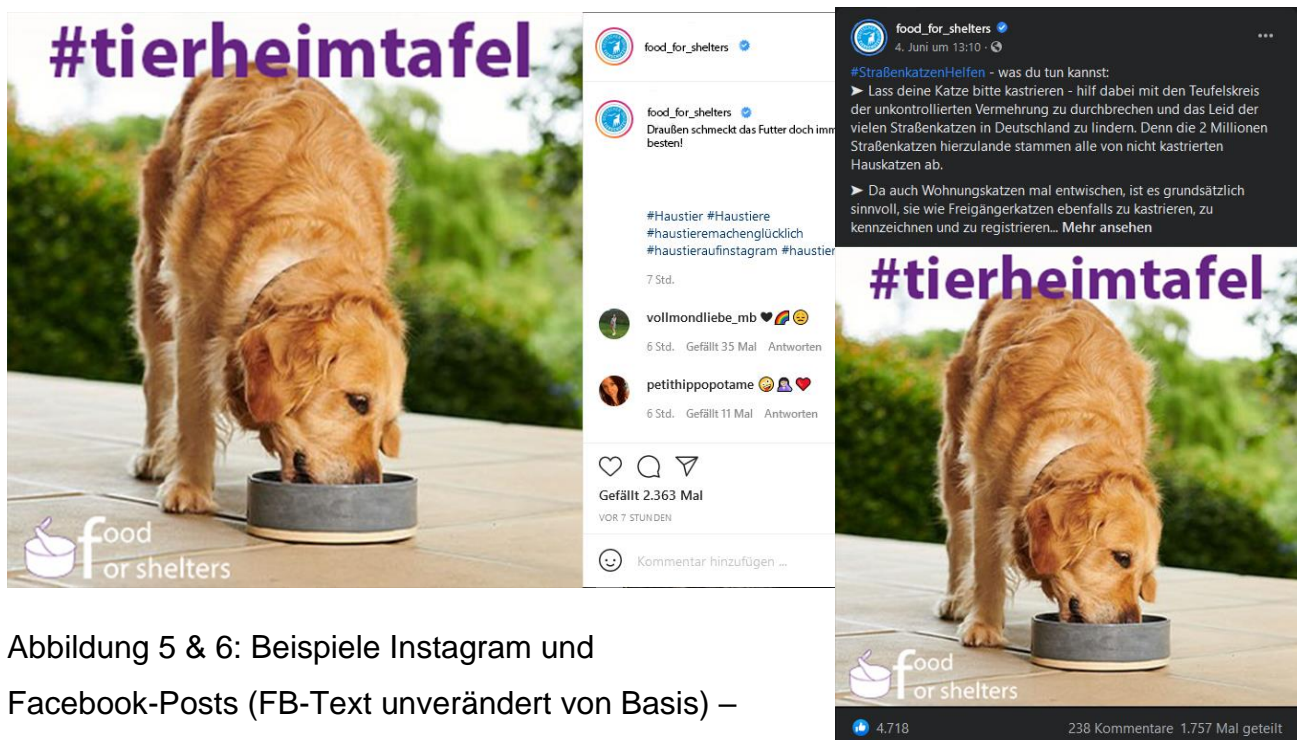 #tierheimtafel
food
or shelters
food_for_shelters
food_for_shelters
Draußen schmeckt das Futter doch imm
besten!
#Haustier #Haustiere
#haustieremachenglücklich
#haustieraufinstagram #haustier
7 Std.
vollmondliebe_mb 🖤🌈😔
6 Std. Gefällt 35 Mal Antworten
petithippopotame
6 Std. Gefällt 11 Mal Antworten
Gefällt 2.363 Mal
VOR 7 STUNDEN
Kommentar hinzufügen ...
food_for_shelters
4. Juni um 13:10 ·
#StraßenkatzenHelfen - was du tun kannst:
➤ Lass deine Katze bitte kastrieren - hilf dabei mit den Teufelskreis
der unkontrollierten Vermehrung zu durchbrechen und das Leid der
vielen Straßenkatzen in Deutschland zu lindern. Denn die 2 Millionen
Straßenkatzen hierzulande stammen alle von nicht kastrierten
Hauskatzen ab.
➤ Da auch Wohnungskatzen mal entwischen, ist es grundsätzlich
sinnvoll, sie wie Freigängerkatzen ebenfalls zu kastrieren, zu
kennzeichnen und zu registrieren... Mehr ansehen
#tierheimtafel
food
or shelters
4.718 238 Kommentare 1.757 Mal geteilt
Abbildung 5 & 6: Beispiele Instagram und
Facebook-Posts (FB-Text unverändert von Basis) –